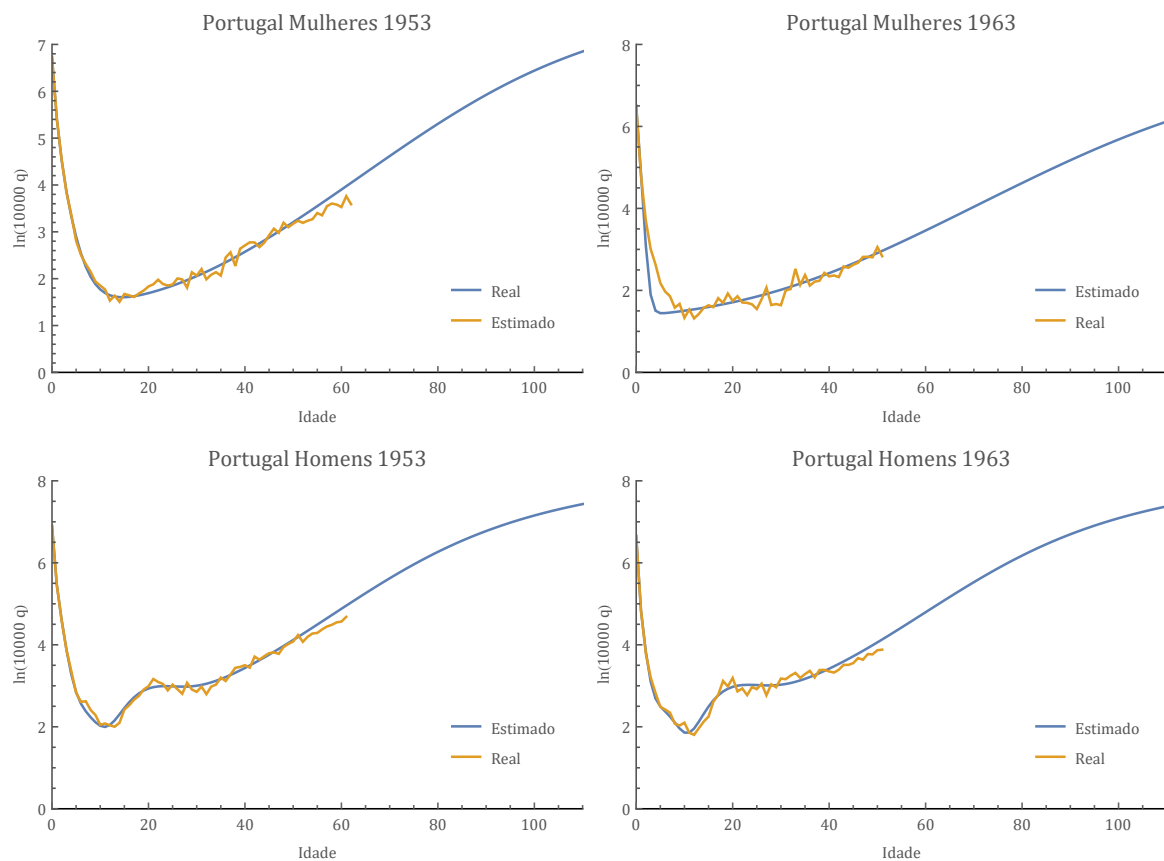 Portugal Mulheres 1953
7
6
5
4
3
2
1
0
ln(10000 q)
Real
Estimado
0 20 40 60 80 100
Idade
Portugal Mulheres 1963
8
6
4
2
0
ln(10000 q)
Estimado
Real
0 20 40 60 80 100
Idade
Portugal Homens 1953
8
6
4
2
0
ln(10000 q)
Estimado
Real
0 20 40 60 80 100
Idade
Portugal Homens 1963
8
6
4
2
0
ln(10000 q)
Estimado
Real
0 20 40 60 80 100
Idade